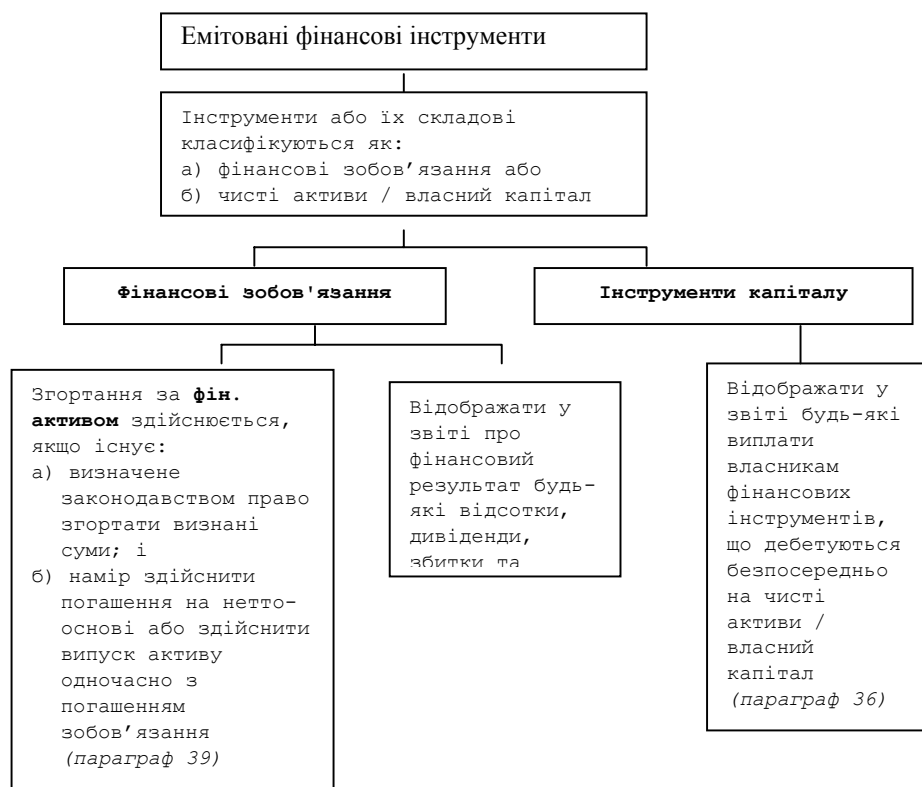 Емітовані фінансові інструменти
Інструменти або їх складові
класифікуються як:
а) фінансові зобов’язання або
б) чисті активи / власний капітал
Фінансові зобов'язання
Інструменти капіталу
Згортання за фін.
активом здійснюється,
якщо існує:
а) визначене
законодавством право
згортати визнані
суми; і
б) намір здійснити
погашення на нетто-
основі або здійснити
випуск активу
одночасно з
погашенням
зобов’язання
(параграф 39)
Відображати у
звіті про
фінансовий
результат будь-
які відсотки,
дивіденди,
збитки та
Відображати у
звіті будь-які
виплати
власникам
фінансових
інструментів,
що дебетуються
безпосередньо
на чисті
активи /
власний
капітал
(параграф 36)